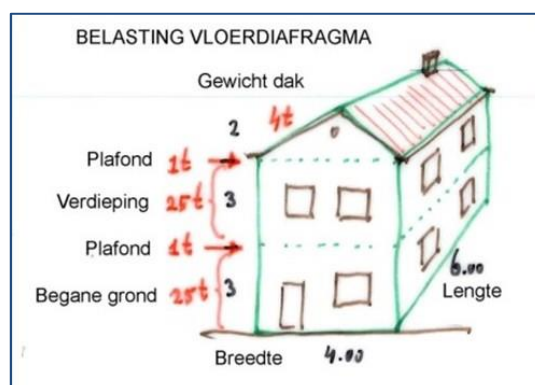 BELASTING VLOERDIAFRAGMA
Gewicht dak
2 4t
Plafond 1t
Verdieping 25t 3
Plafond 1t
Begane grond 25t 3
6.00
Lengte
Breedte 4.00